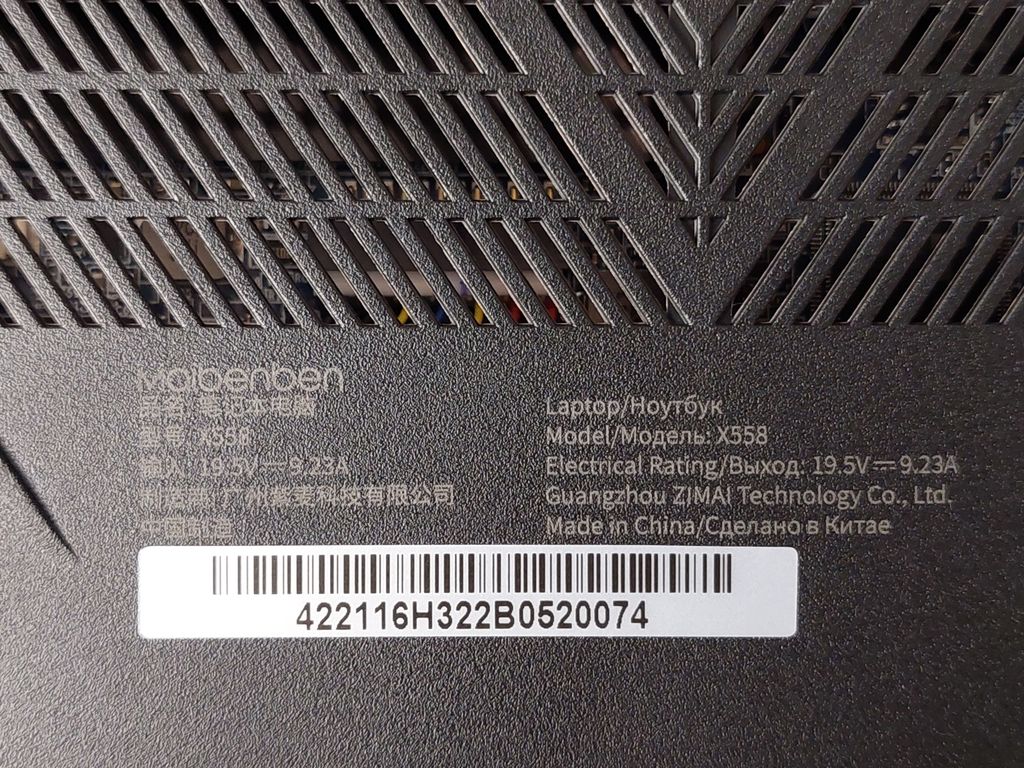 Maibenben
品名: 笔记本电脑
型号: X558
输入: 19.5V⎓9.23A
制造商: 广州紫麦科技有限公司
中国制造
Laptop/Ноутбук
Model/Модель: X558
Electrical Rating/Выход: 19.5V⎓9.23A
Guangzhou ZIMAI Technology Co., Ltd.
Made in China/Сделано в Китае
422116H322B0520074